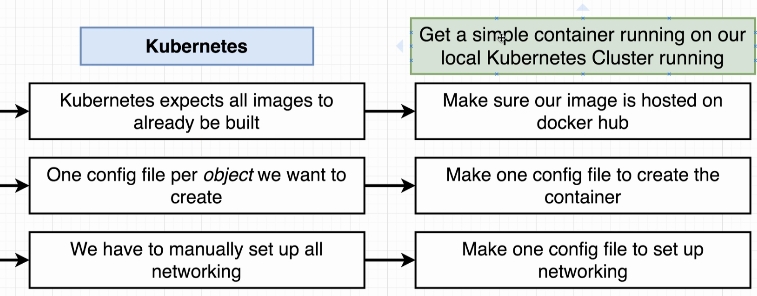 Kubernetes
Get a simple container running on our
local Kubernetes Cluster running
Kubernetes expects all images to
already be built
Make sure our image is hosted on
docker hub
One config file per object we want to
create
Make one config file to create the
container
We have to manually set up all
networking
Make one config file to set up
networking